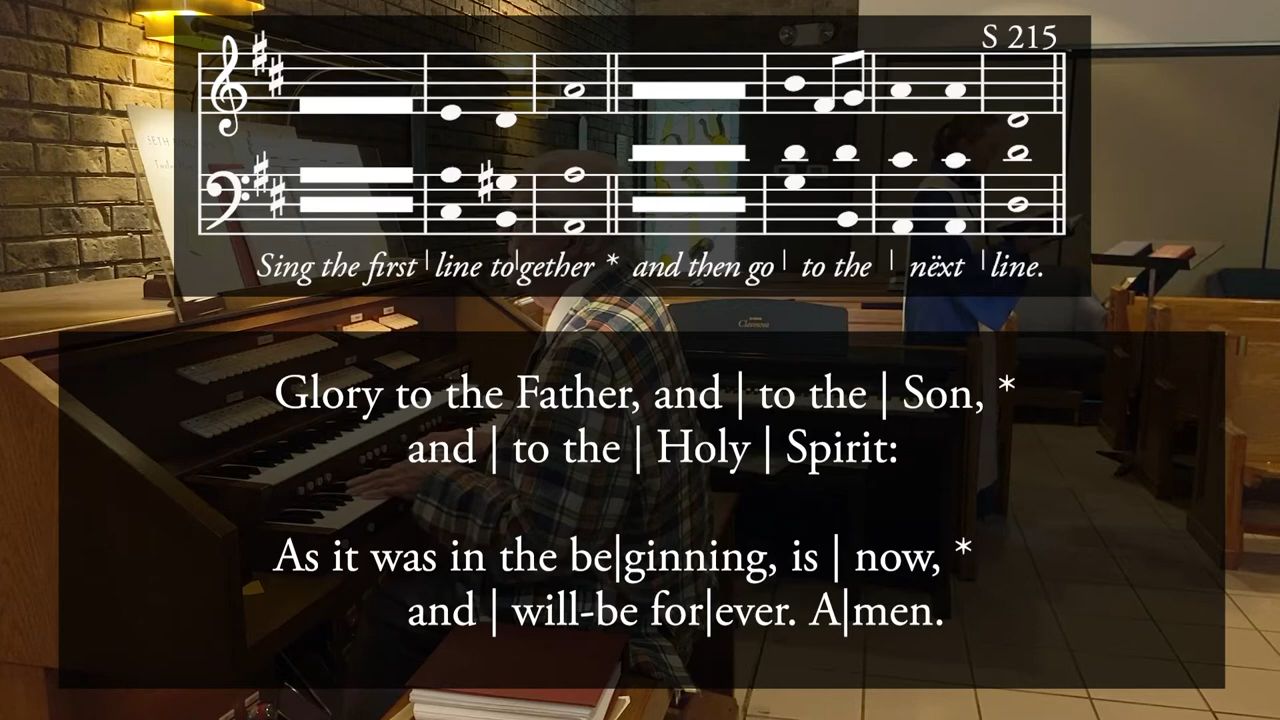 S 215
Sing the first | line to|gether * and then go | to the | nëxt | line.
Glory to the Father, and | to the | Son, *
and | to the | Holy | Spirit:
As it was in the be|ginning, is | now, *
and | will-be for|ever. A|men.